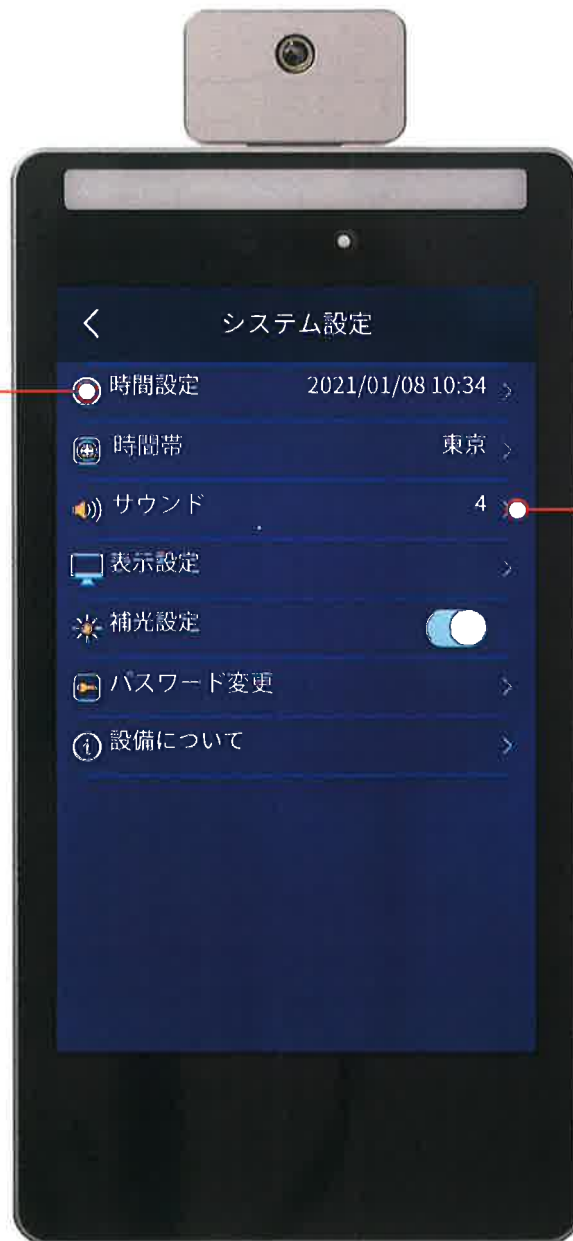 システム設定
時間設定 2021/01/08 10:34
時間帯 東京
サウンド 4
表示設定
補光設定
パスワード変更
設備について